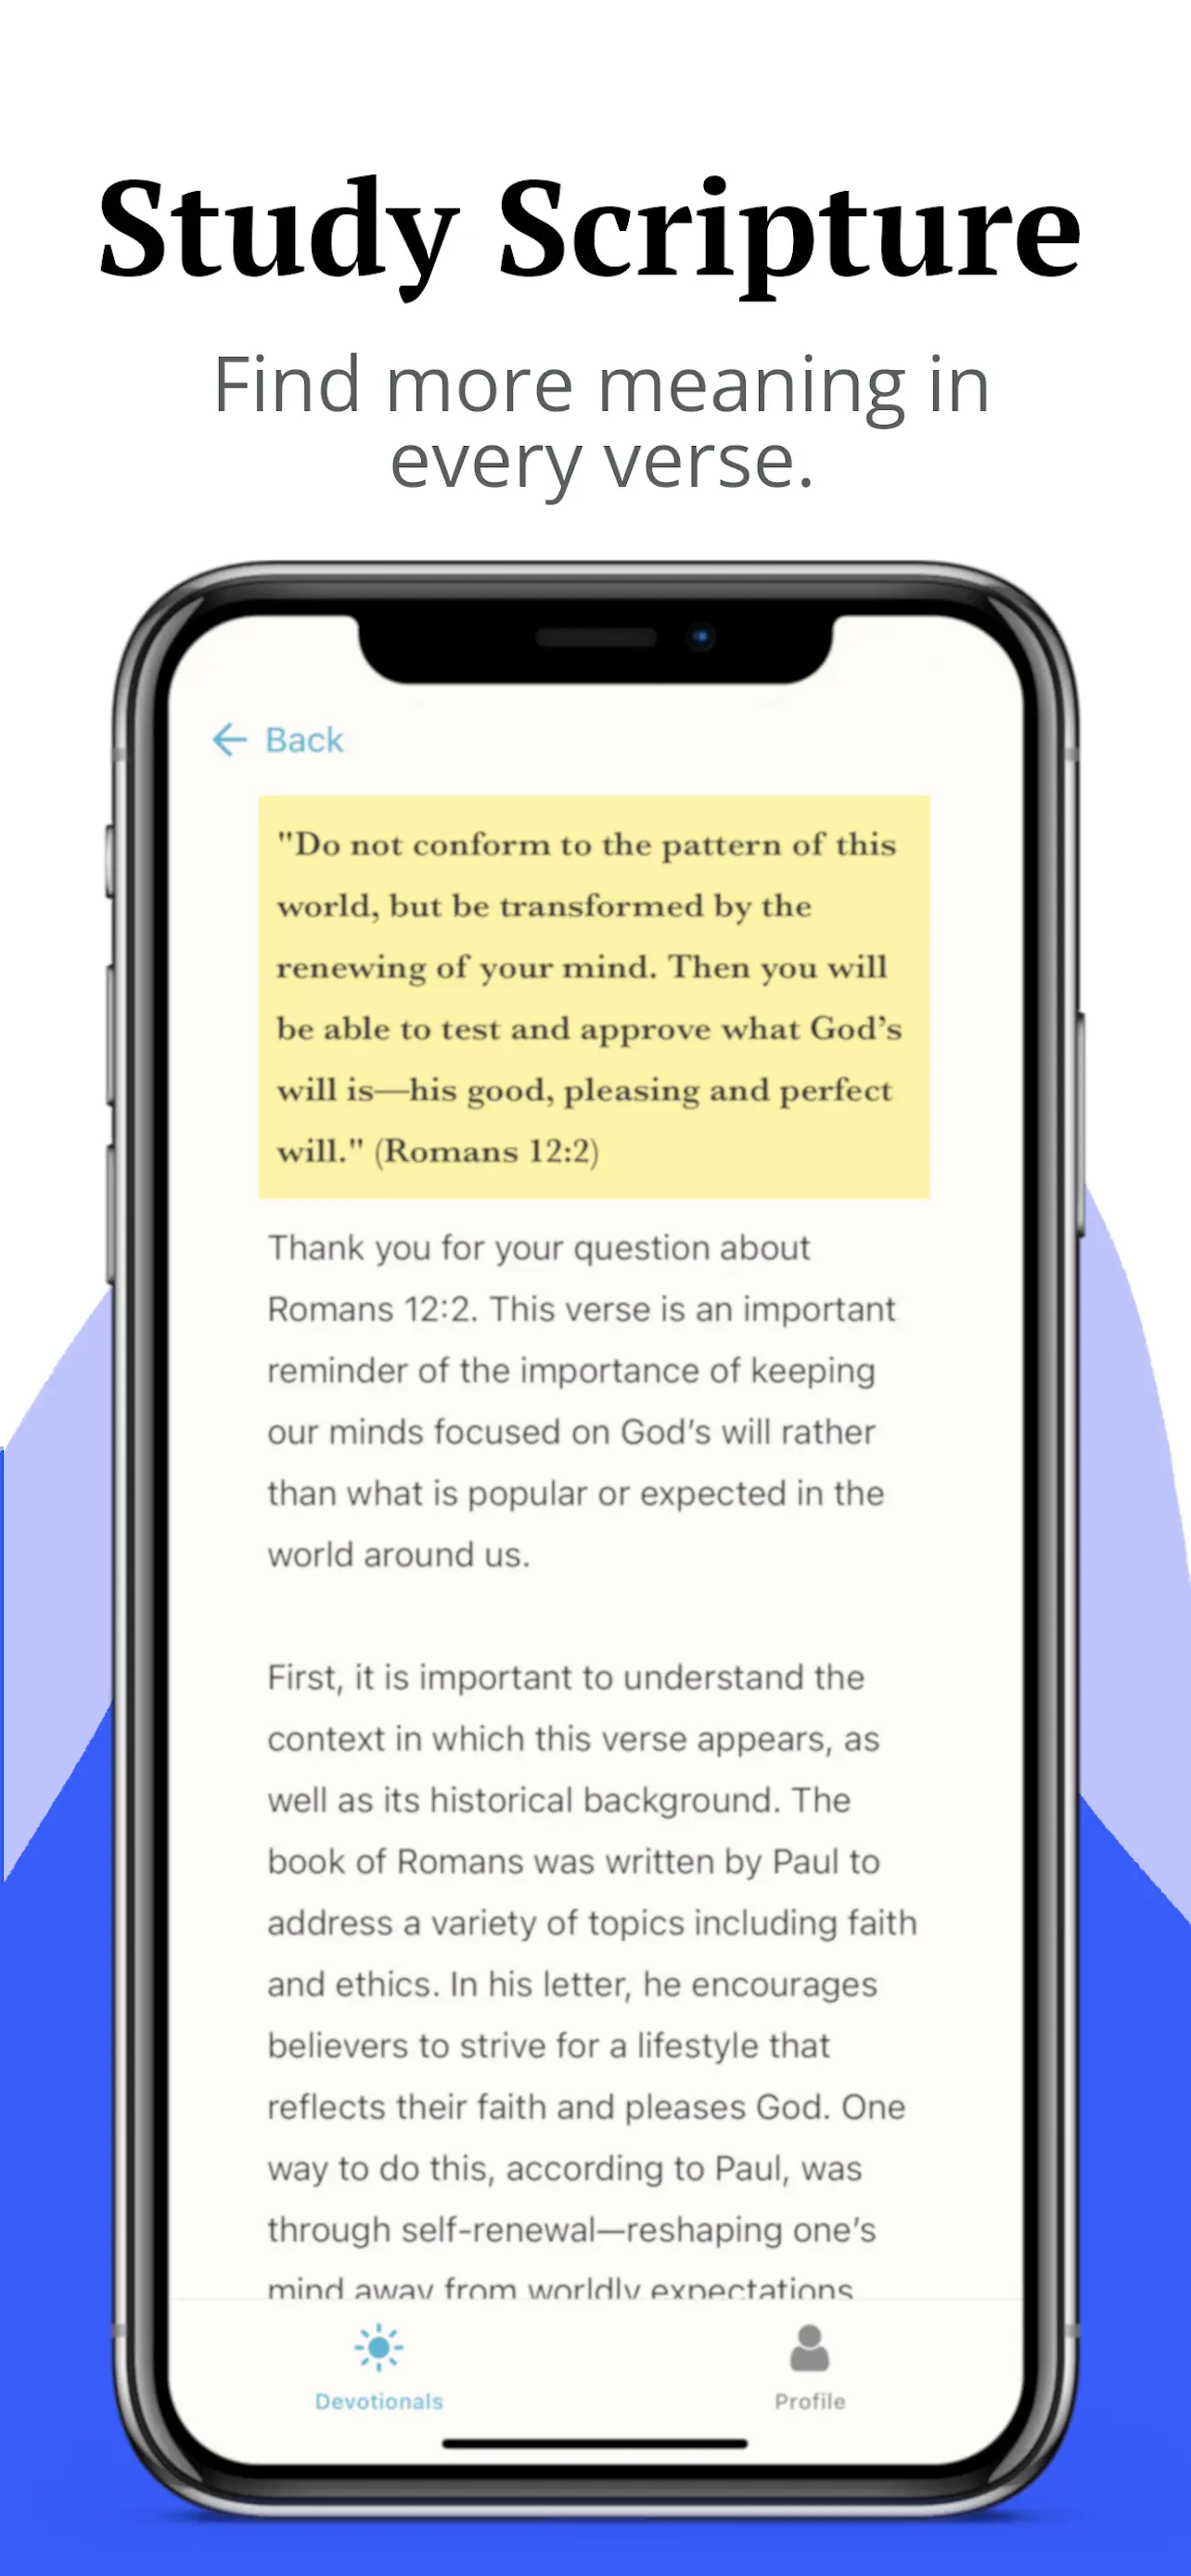 Study Scripture
Find more meaning in
every verse.
← Back
"Do not conform to the pattern of this
world, but be transformed by the
renewing of your mind. Then you will
be able to test and approve what God’s
will is—his good, pleasing and perfect
will." (Romans 12:2)
Thank you for your question about
Romans 12:2. This verse is an important
reminder of the importance of keeping
our minds focused on God’s will rather
than what is popular or expected in the
world around us.
First, it is important to understand the
context in which this verse appears, as
well as its historical background. The
book of Romans was written by Paul to
address a variety of topics including faith
and ethics. In his letter, he encourages
believers to strive for a lifestyle that
reflects their faith and pleases God. One
way to do this, according to Paul, was
through self-renewal—reshaping one’s
mind away from worldly expectations
Devotionals
Profile